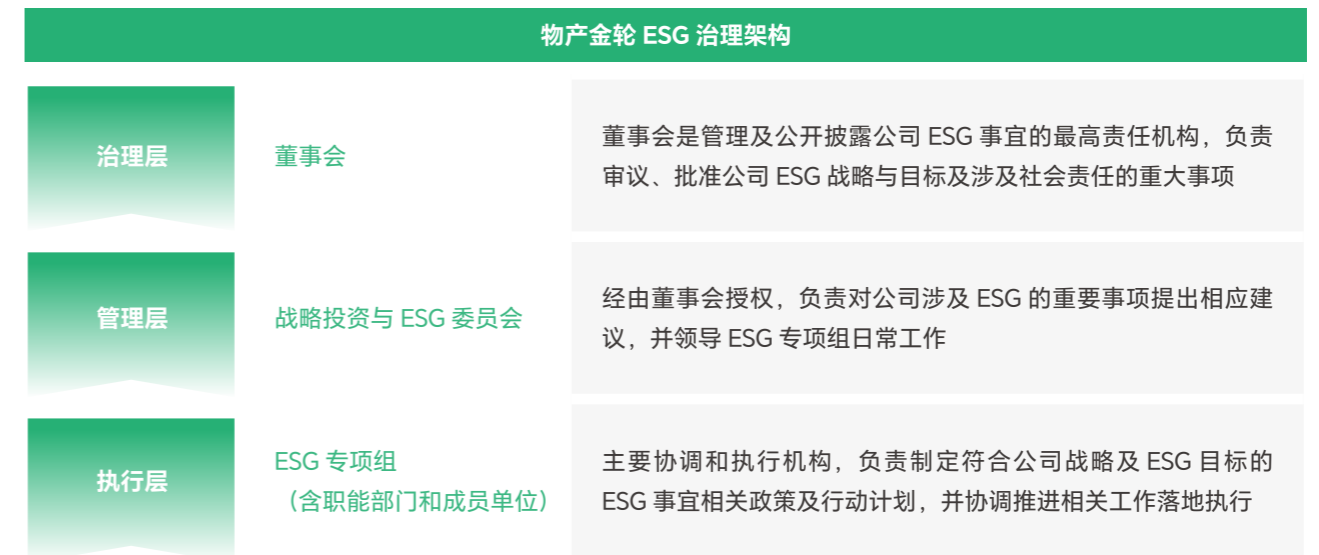 物产金轮 ESG 治理架构
治理层
董事会
董事会是管理及公开披露公司 ESG 事宜的最高责任机构，负责
审议、批准公司 ESG 战略与目标及涉及社会责任的重大事项
管理层
战略投资与 ESG 委员会
经由董事会授权，负责对公司涉及 ESG 的重要事项提出相应建
议，并领导 ESG 专项组日常工作
执行层
ESG 专项组
（含职能部门和成员单位）
主要协调和执行机构，负责制定符合公司战略及 ESG 目标的
ESG 事宜相关政策及行动计划，并协调推进相关工作落地执行